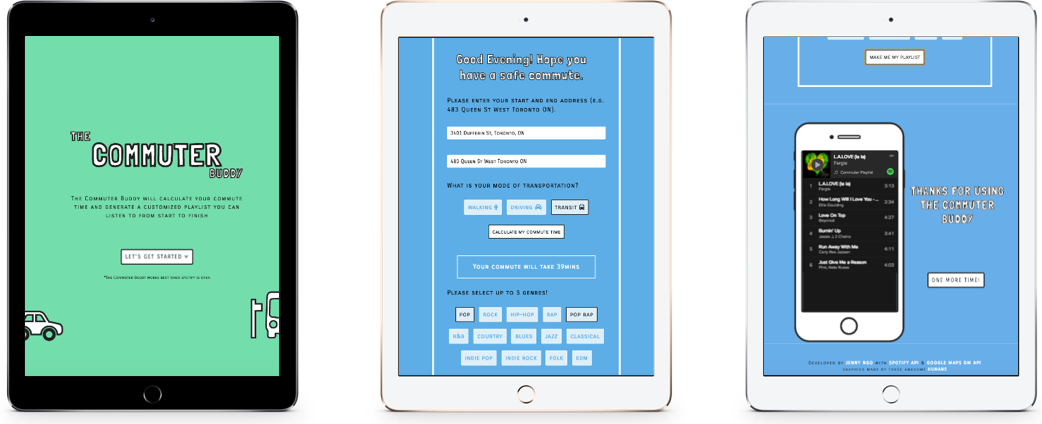 THE
COMMUTER
BUDDY
The Commuter Buddy will calculate your commute
time and generate a customized playlist you can
listen to from start to finish
LET'S GET STARTED
*The Commuter Buddy works best when Spotify is open
Good Evening! Hope you
have a safe commute.
Please enter your start and end address (e.g.
483 Queen St West Toronto ON).
3401 Dufferin St, Toronto, ON
483 Queen St West Toronto ON
What is your mode of transportation?
WALKING DRIVING TRANSIT
CALCULATE MY COMMUTE TIME
Your commute will take 39mins
Please select up to 5 genres!
POP ROCK HIP-HOP RAP POP RAP
R&B COUNTRY BLUES JAZZ CLASSICAL
INDIE POP INDIE ROCK FOLK EDM
MAKE ME MY PLAYLIST
L.A.LOVE (la la)
Fergie
Commuter Playlist
1 L.A.LOVE (la la) 3:13
Fergie
2 How Long Will I Love You -... 2:34
Ellie Goulding
3 Love On Top 4:27
Beyoncé
4 Burnin' Up 3:41
Jessie J, 2 Chainz
5 Run Away With Me 4:11
Carly Rae Jepsen
6 Just Give Me a Reason 4:03
P!nk, Nate Ruess
THANKS FOR USING
THE COMMUTER
BUDDY
ONE MORE TIME!
Developed by Jenny Ngo with Spotify API & Google Maps DM API
graphics made by these awesome humans